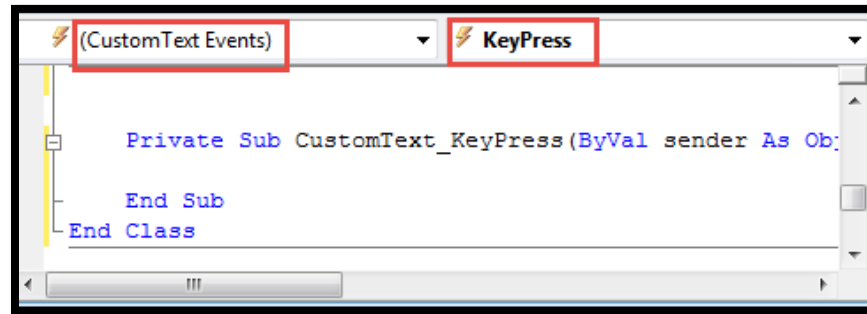 (CustomText Events) KeyPress
Private Sub CustomText_KeyPress(ByVal sender As Obj
End Sub
End Class